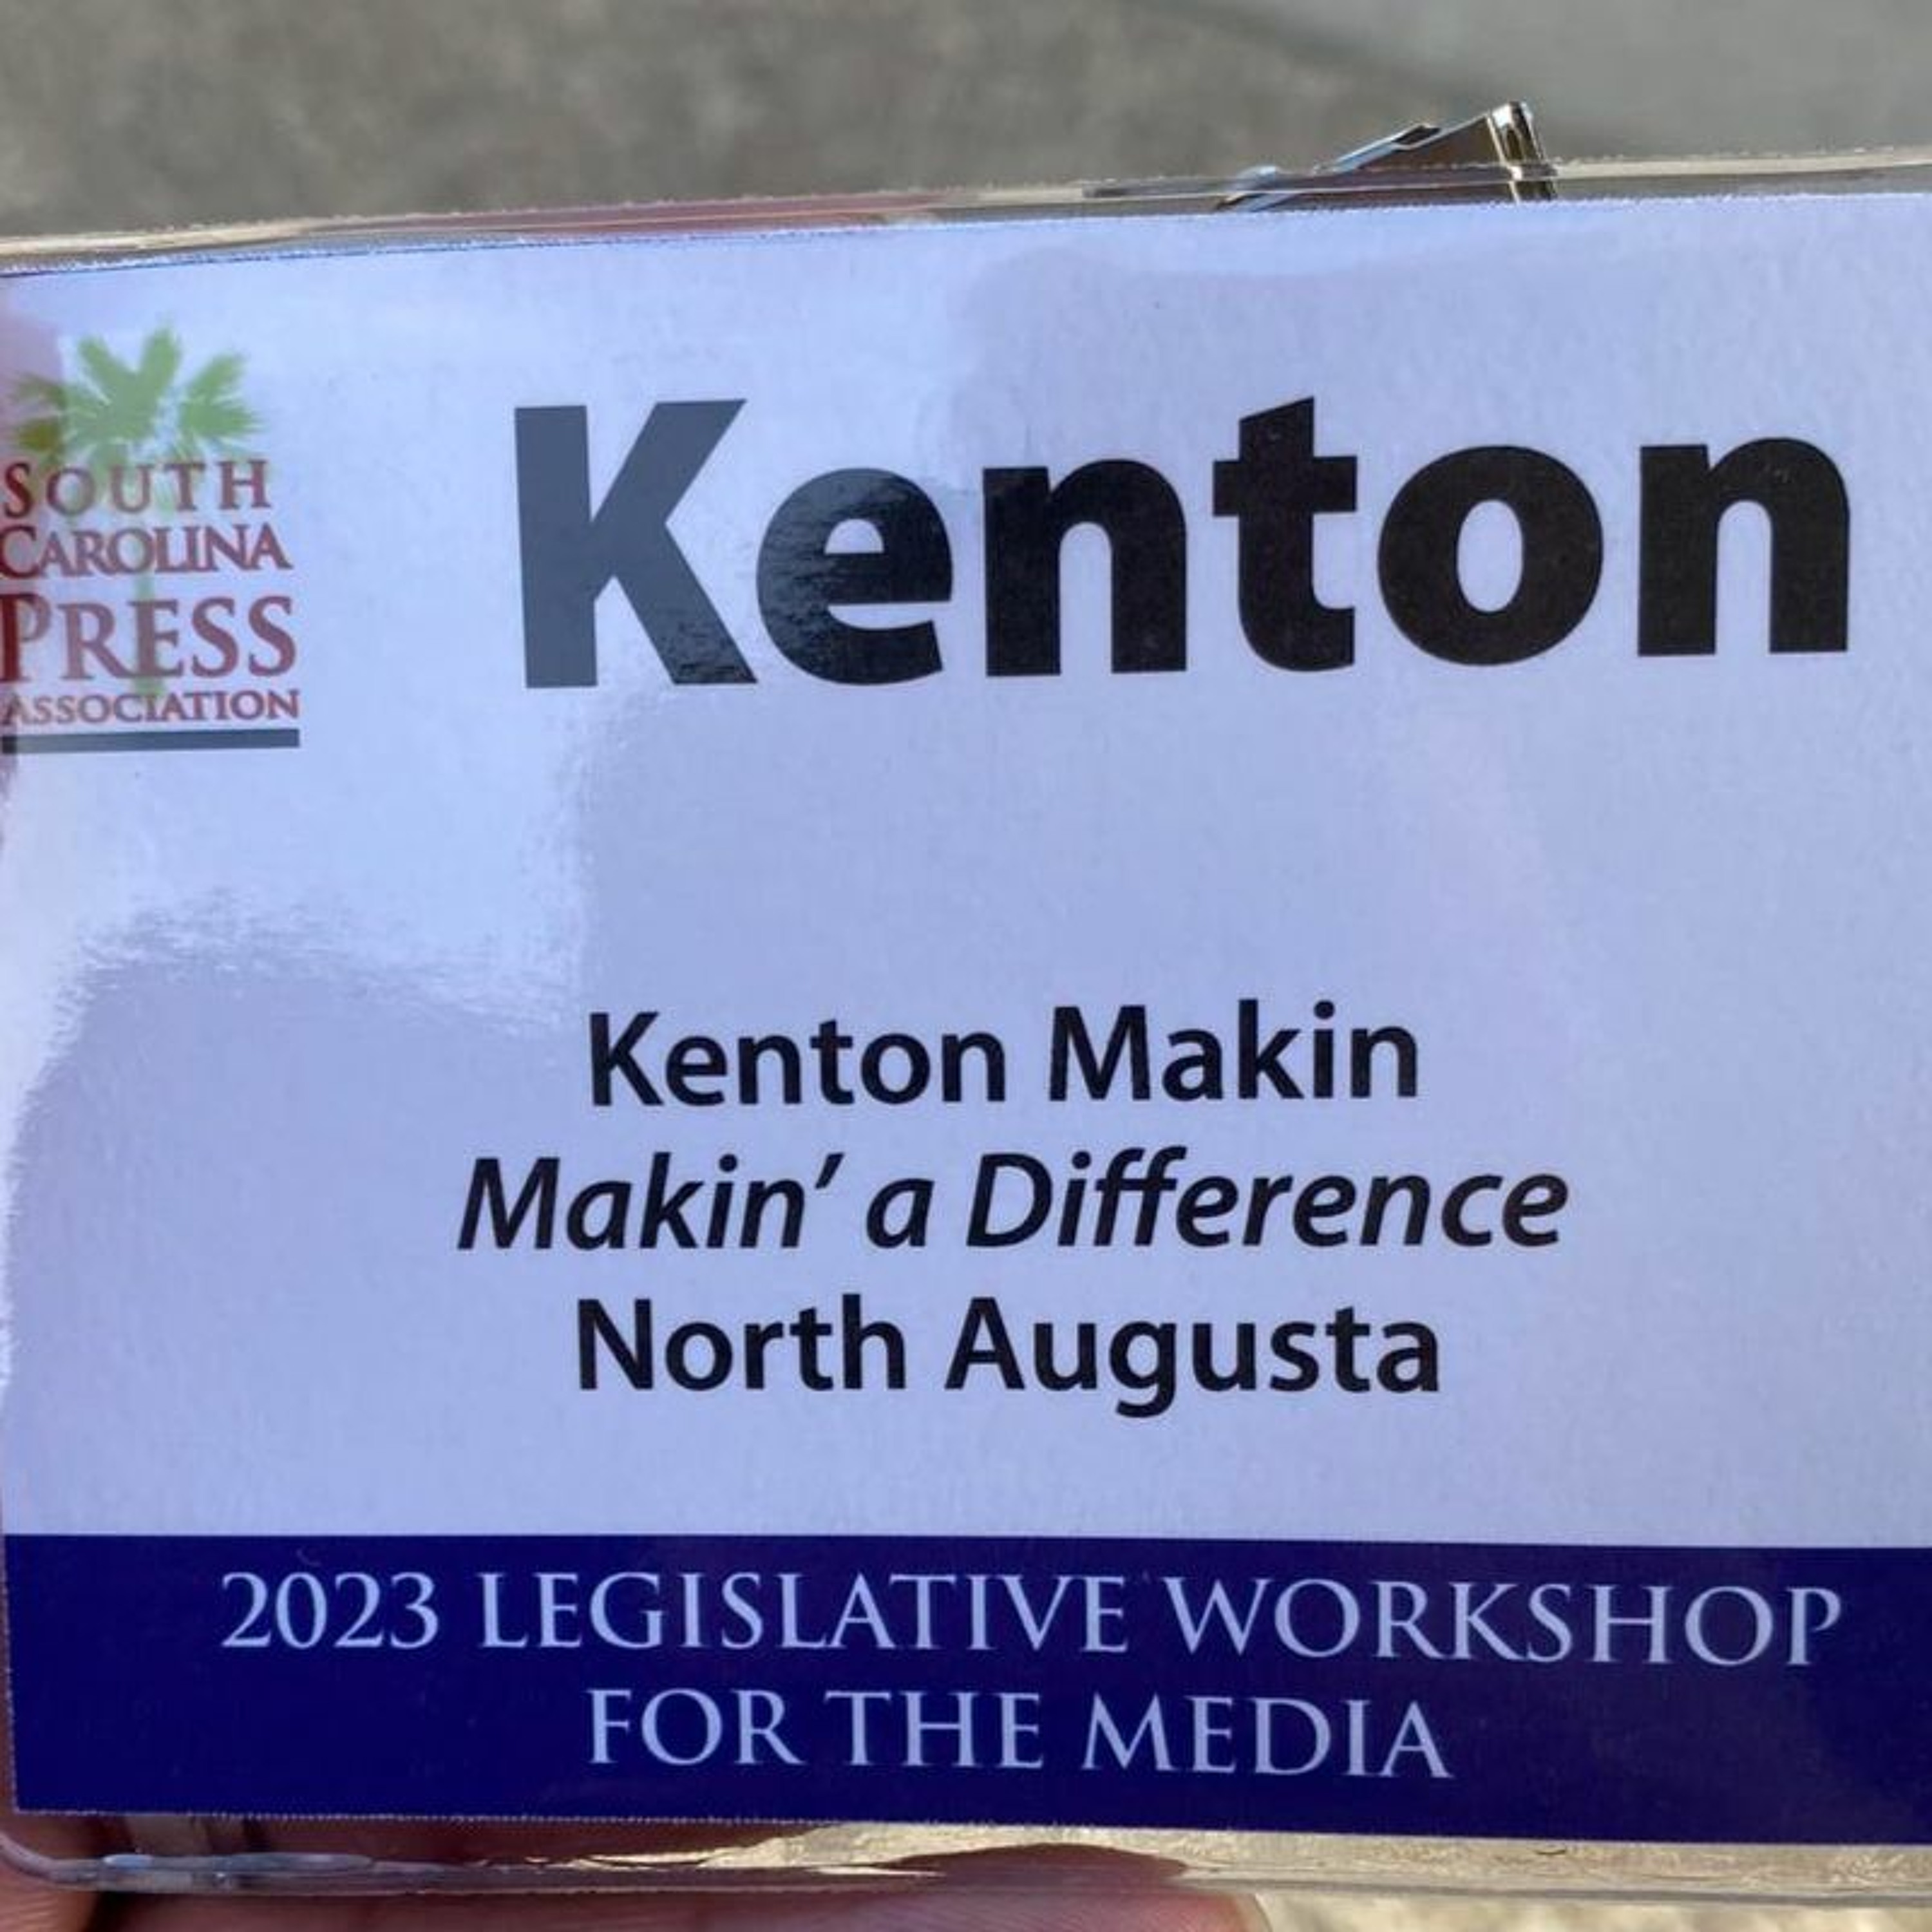 SOUTH
CAROLINA
PRESS
ASSOCIATION
Kenton
Kenton Makin
Makin’ a Difference
North Augusta
2023 LEGISLATIVE WORKSHOP
FOR THE MEDIA